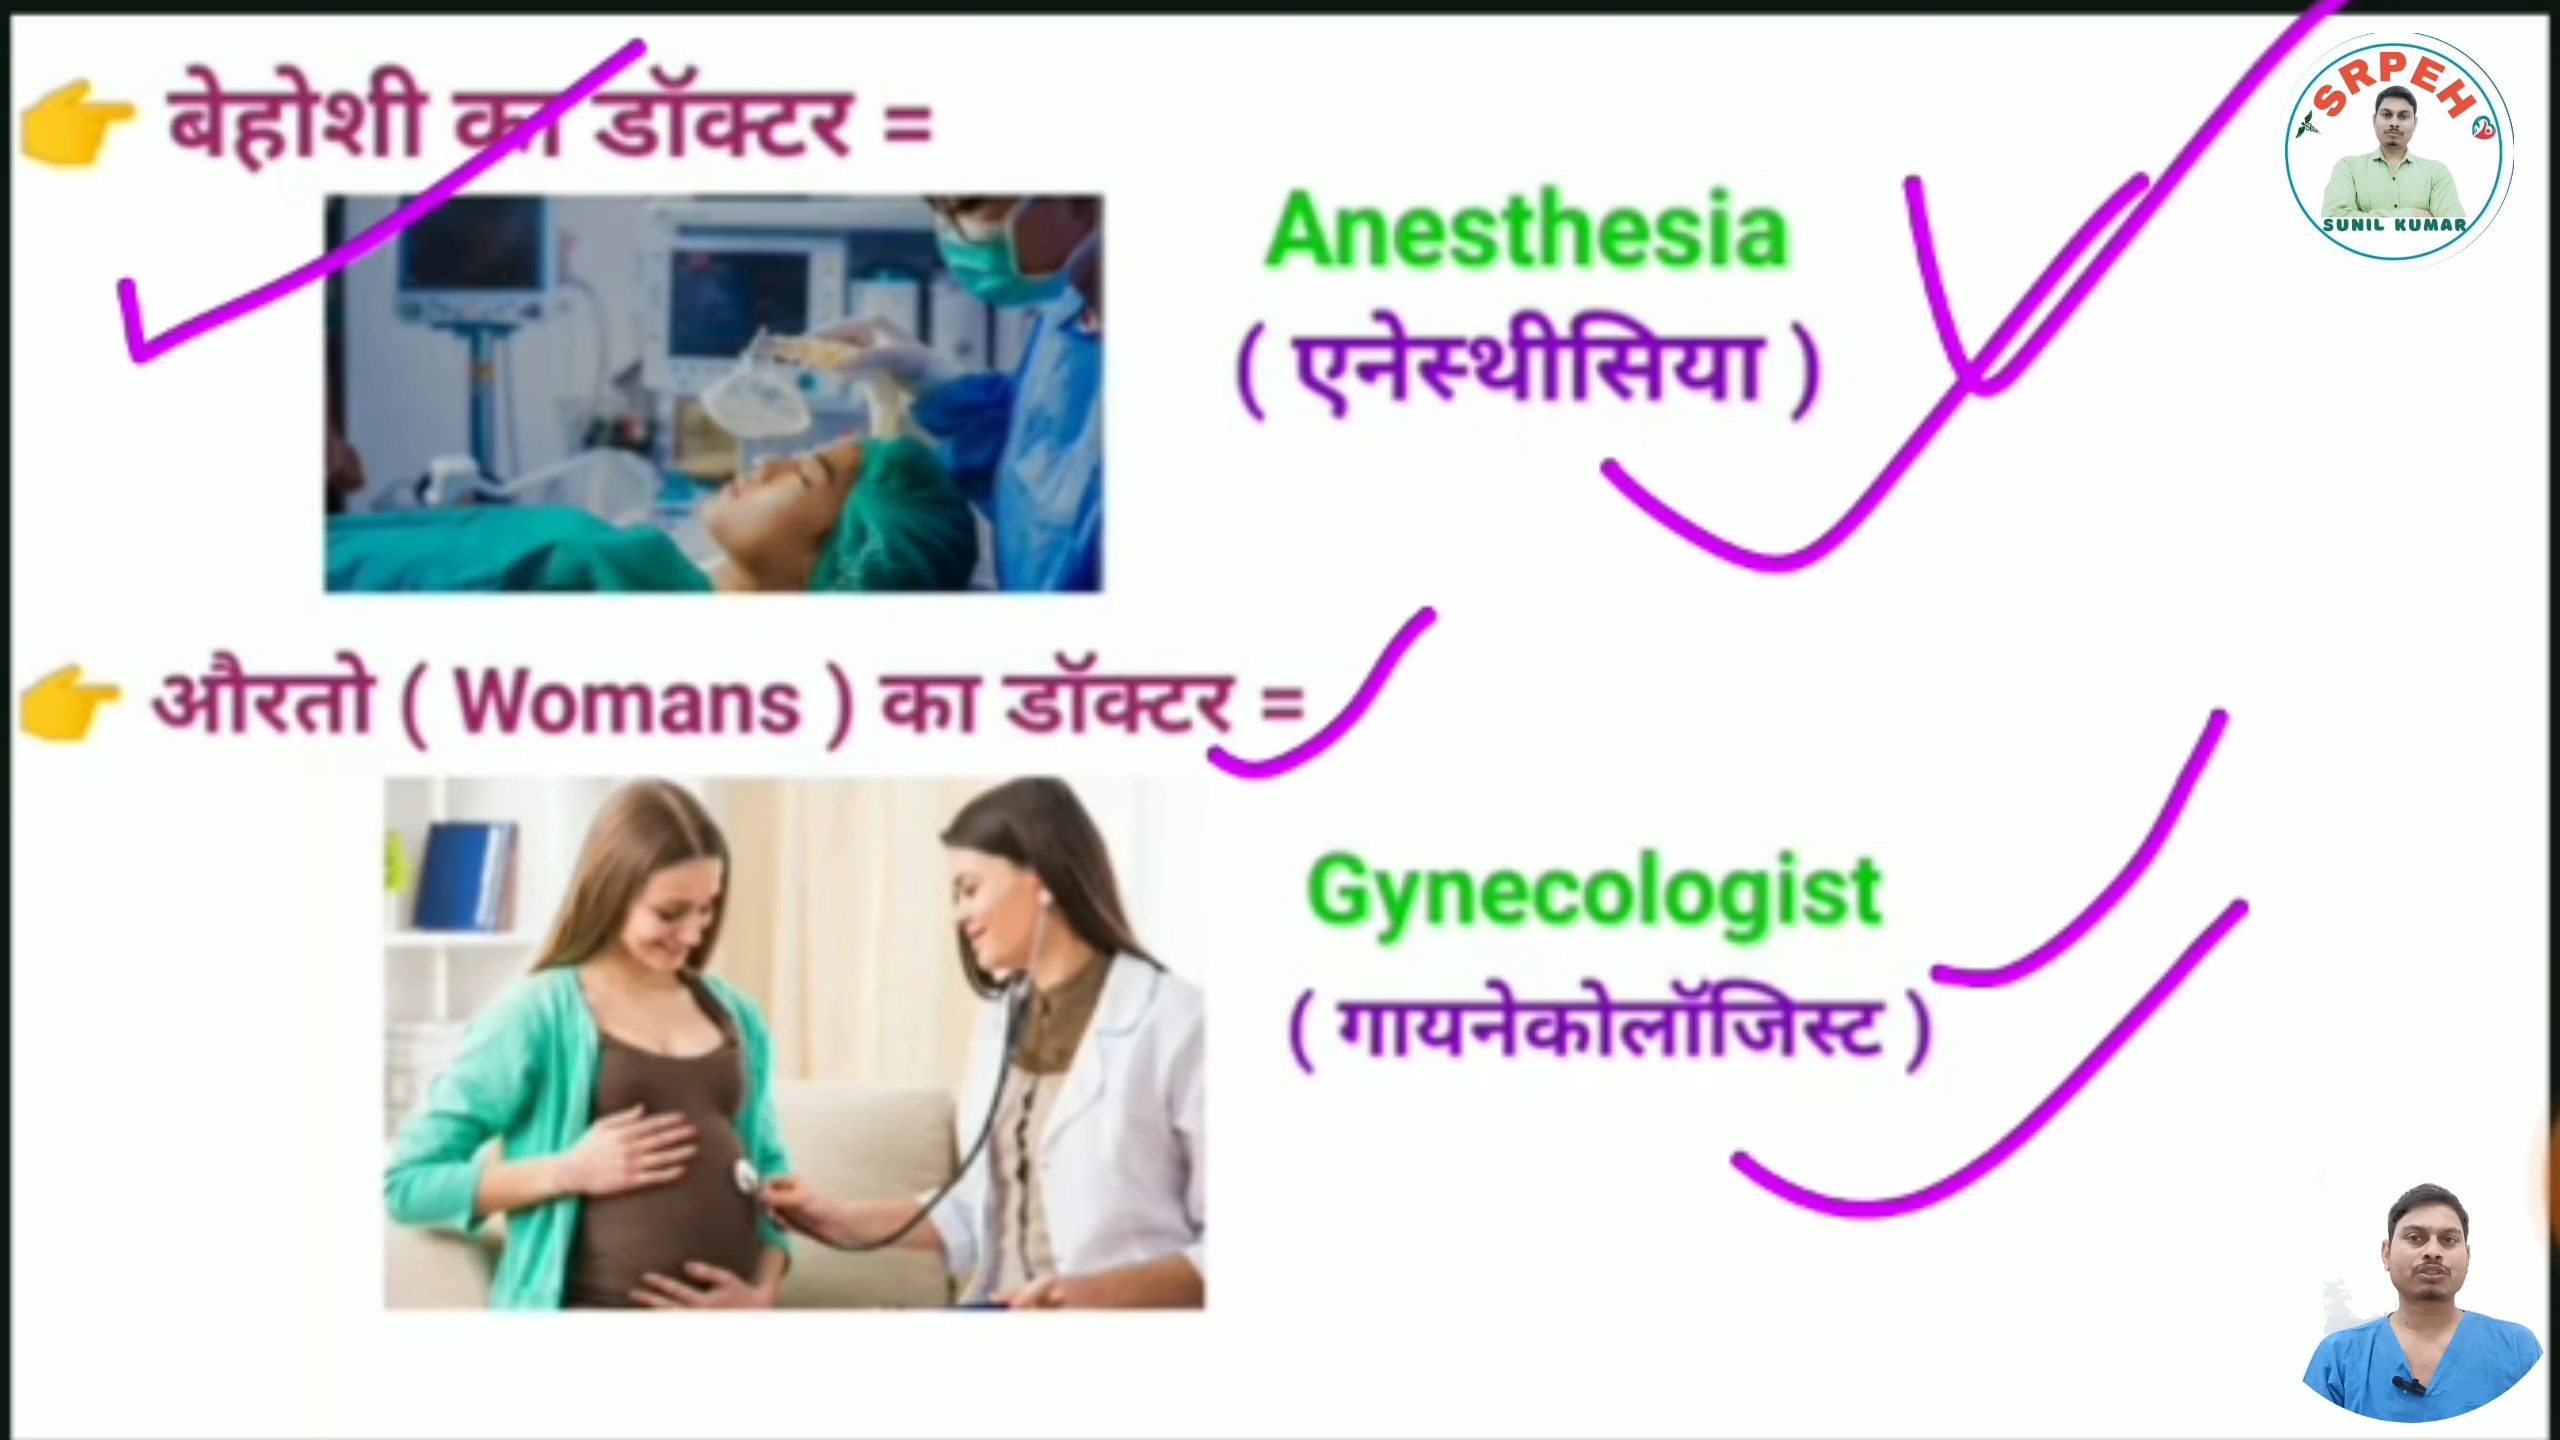 👉 बेहोशी का डॉक्टर =
Anesthesia
( एनेस्थीसिया )
👉 औरतो ( Womans ) का डॉक्टर =
Gynecologist
( गायनेकोलॉजिस्ट )
SRPEH
SUNIL KUMAR